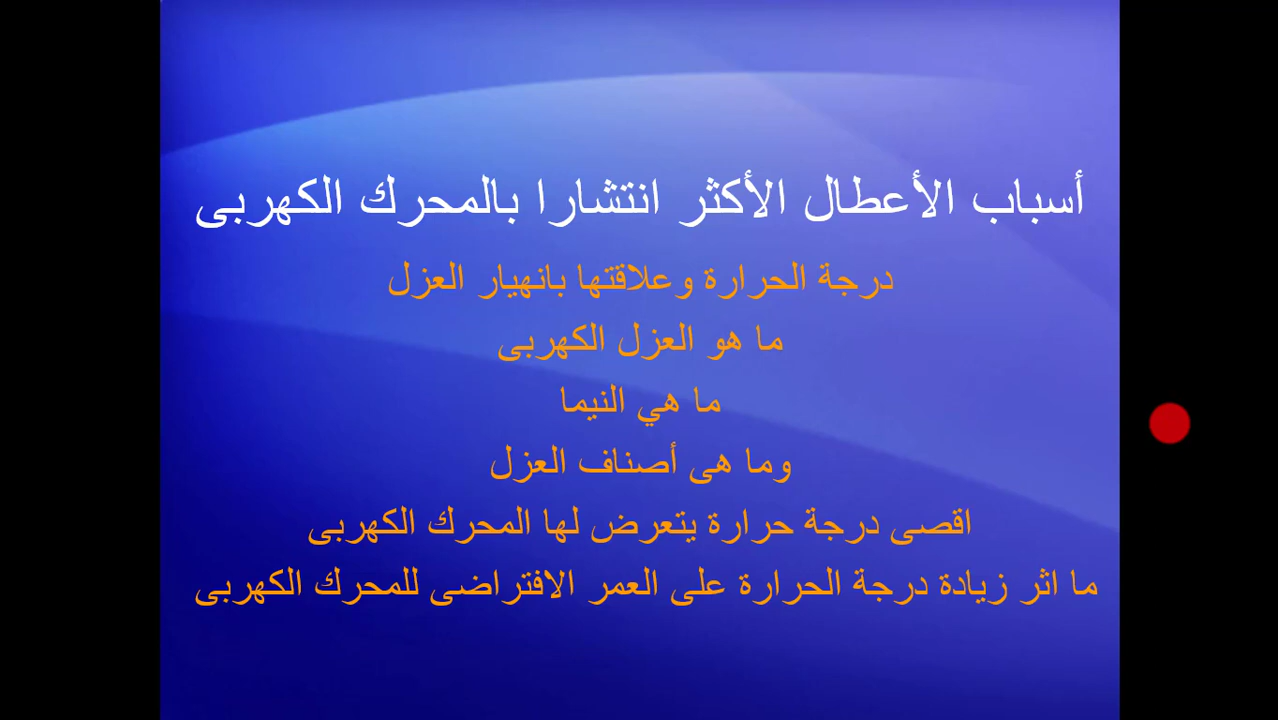 أسباب الأعطال الأكثر انتشارا بالمحرك الكهربى
درجة الحرارة وعلاقتها بانهيار العزل
ما هو العزل الكهربى
ما هي النيما
وما هى أصناف العزل
اقصى درجة حرارة يتعرض لها المحرك الكهربى
ما اثر زيادة درجة الحرارة على العمر الافتراضى للمحرك الكهربى